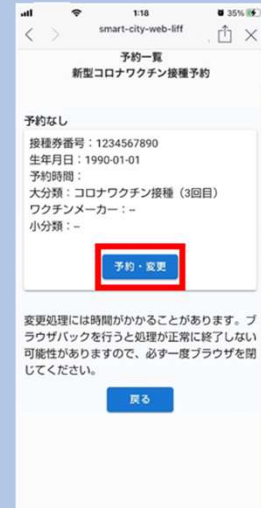 1:18
35%
smart-city-web-liff
予約一覧
新型コロナワクチン接種予約
予約なし
接種券番号：1234567890
生年月日：1990-01-01
予約時間：
大分類：コロナワクチン接種（3回目）
ワクチンメーカー：–
小分類：–
予約・変更
変更処理には時間がかかることがあります。ブ
ラウザバックを行うと処理が正常に終了しない
可能性がありますので、必ず一度ブラウザを閉
じてください。
戻る